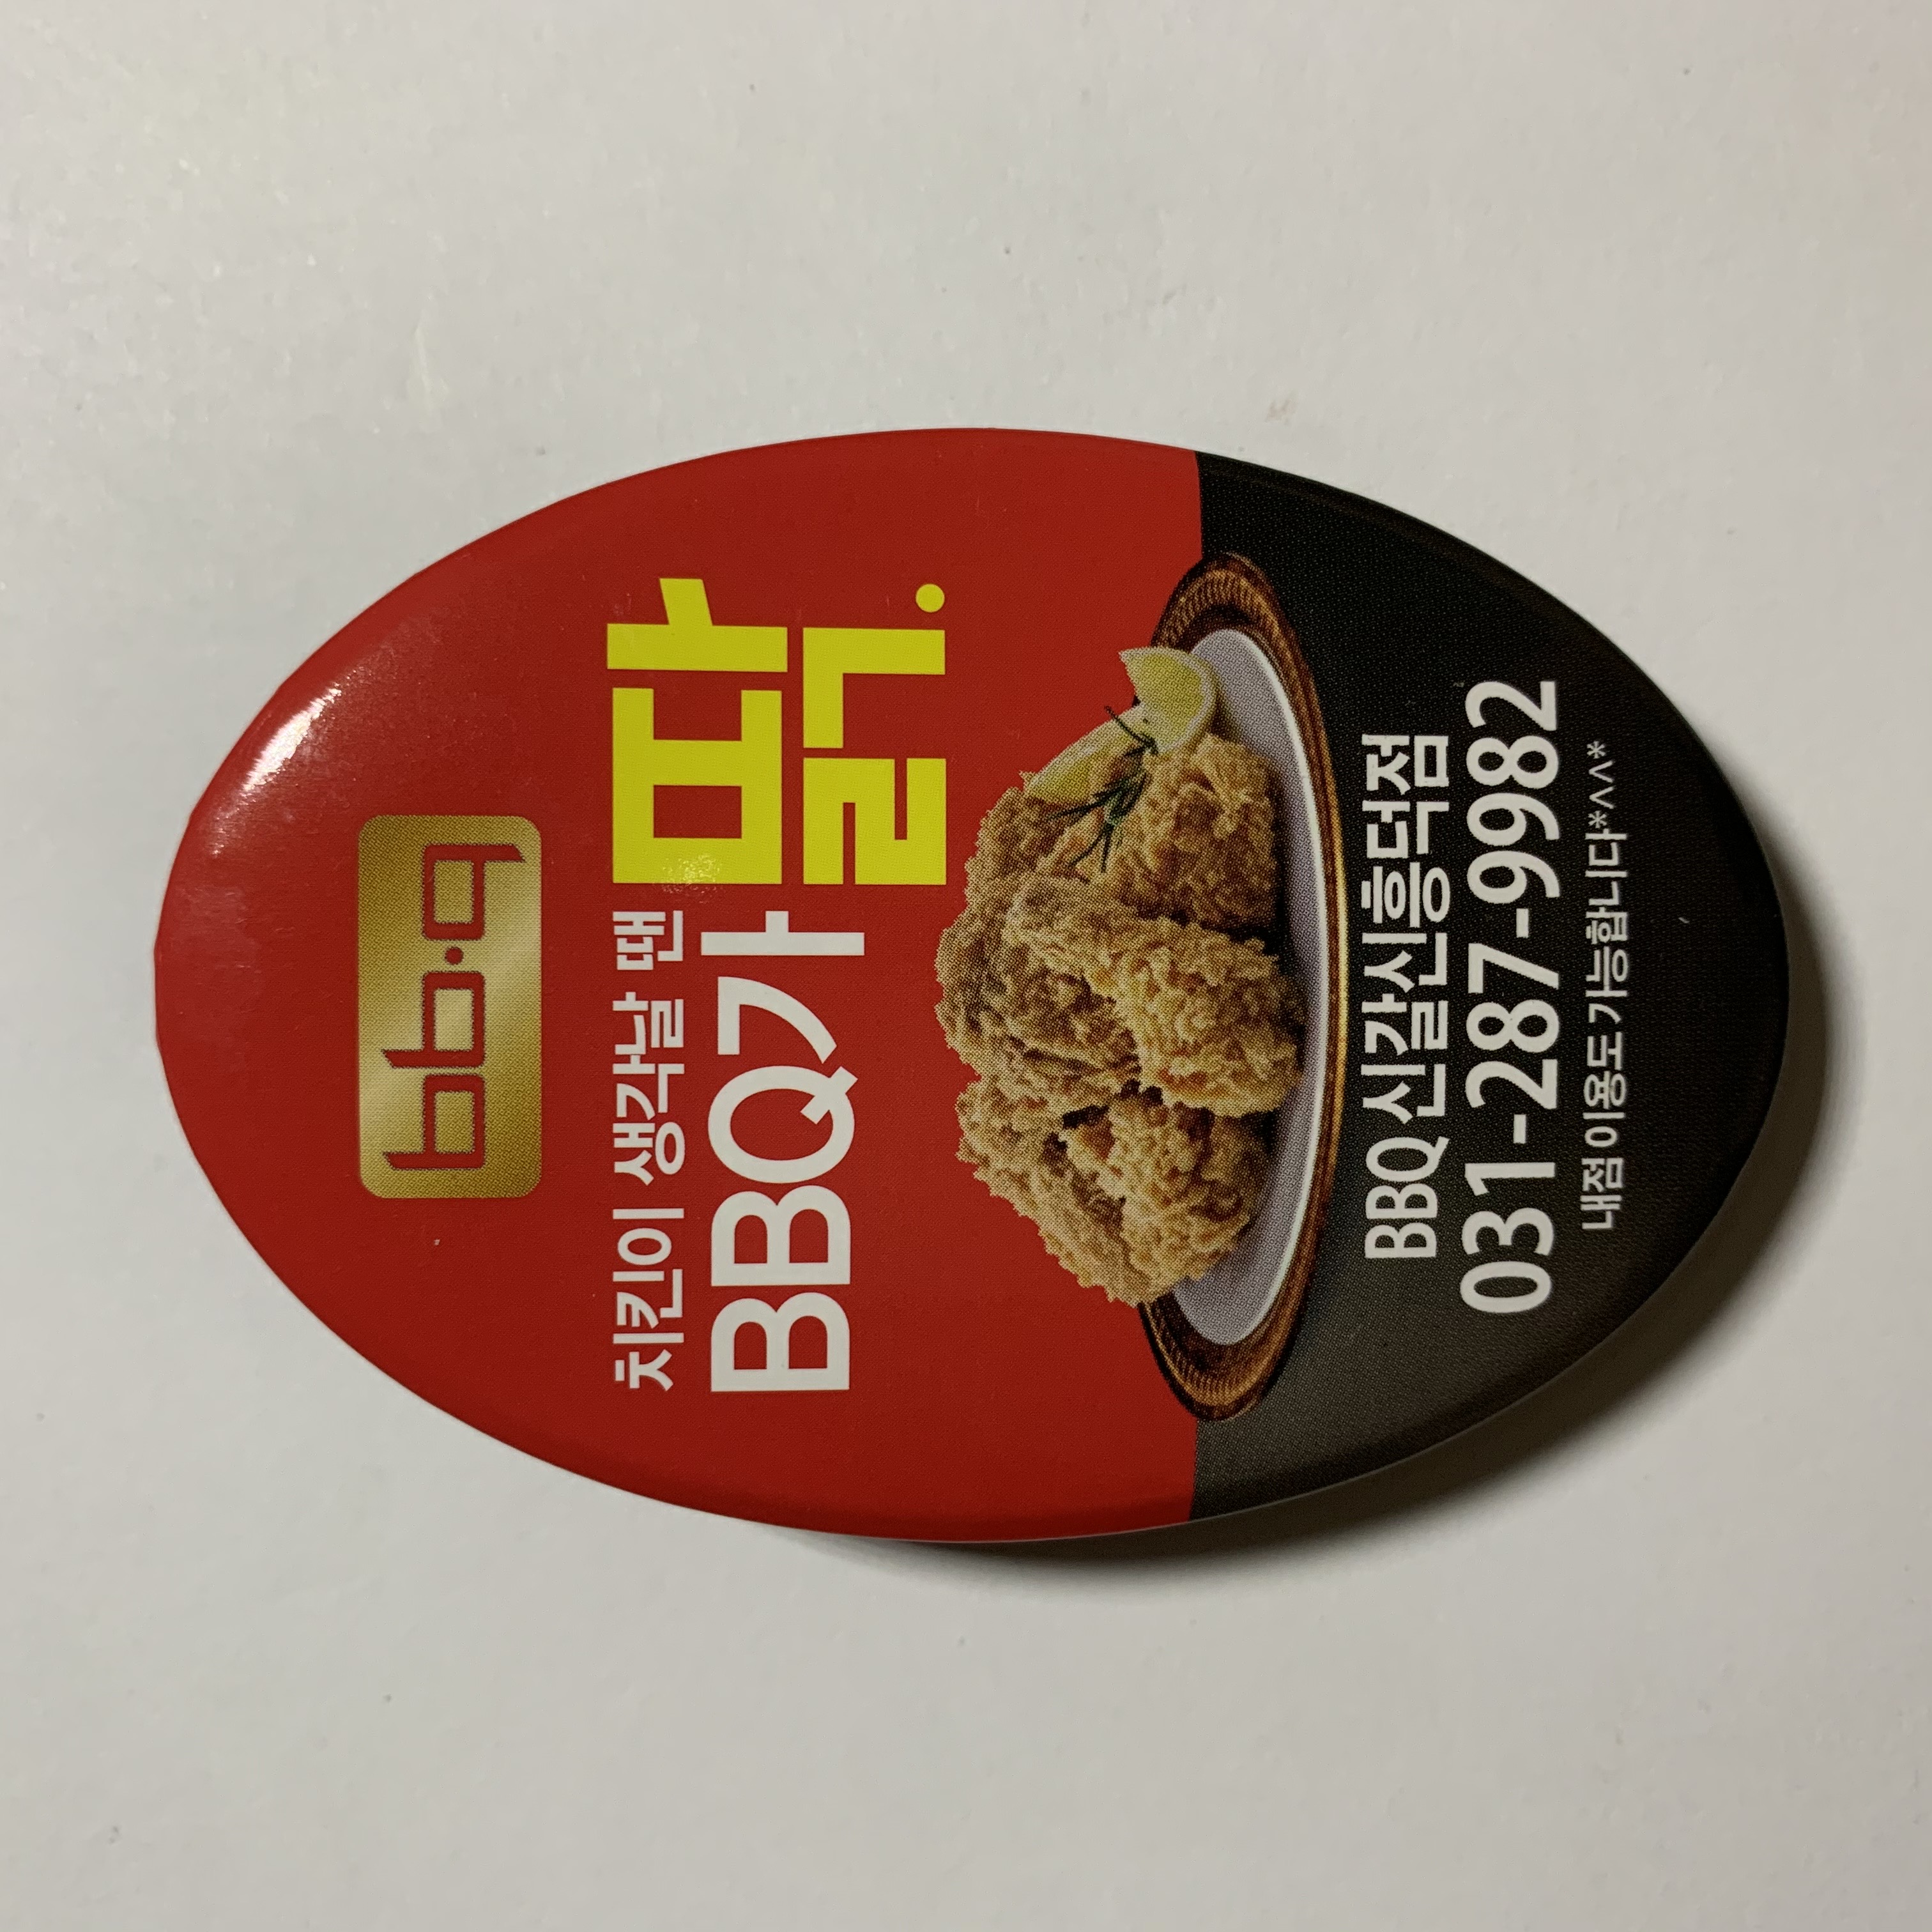 bb.q
치킨이 생각날 땐
BBQ가 딹.
BBQ 신갈신흥덕점
031-287-9982
내점 이용도 가능합니다*^^*